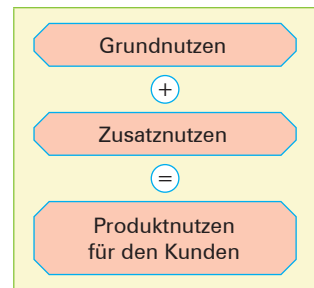 Grundnutzen
+
Zusatznutzen
=
Produktnutzen
für den Kunden